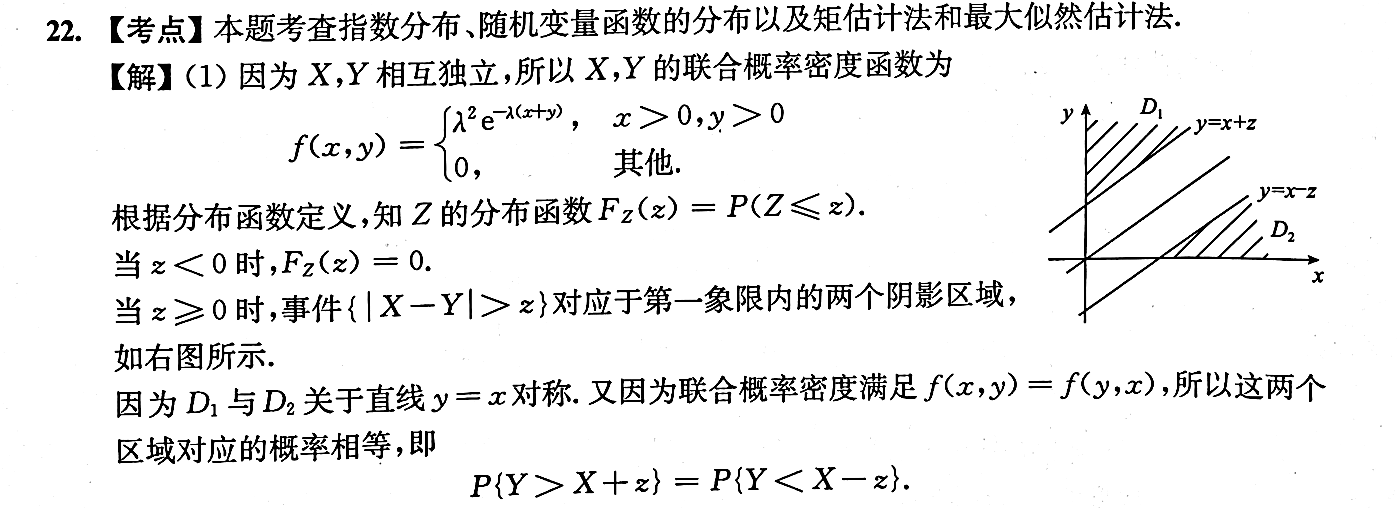 22. 【考点】本题考查指数分布、随机变量函数的分布以及矩估计法和最大似然估计法.
【解】(1) 因为 X,Y 相互独立,所以 X,Y 的联合概率密度函数为
f(x,y) = { λ²e^{-λ(x+y)}, x>0,y>0
0, 其他.
根据分布函数定义,知 Z 的分布函数 F_Z(z) = P(Z⩽z).
当 z<0 时,F_Z(z) = 0.
当 z⩾0 时,事件{|X-Y|>z}对应于第一象限内的两个阴影区域,
如右图所示.
因为 D₁ 与 D₂ 关于直线 y=x 对称. 又因为联合概率密度满足 f(x,y) = f(y,x),所以这两个
区域对应的概率相等,即
P{Y>X+z} = P{Y<X-z}.
y
D₁
y=x+z
y=x-z
D₂
x